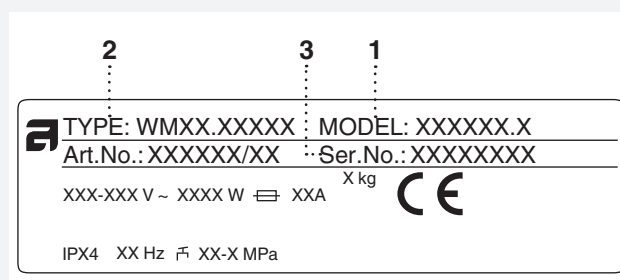 2 3 1
TYPE: WMXX.XXXXX MODEL: XXXXXX.X
Art.No.: XXXXXX/XX Ser.No.: XXXXXXXX
X kg
XXX-XXX V ~ XXXX W XXA
CE
IPX4 XX Hz XX-X MPa